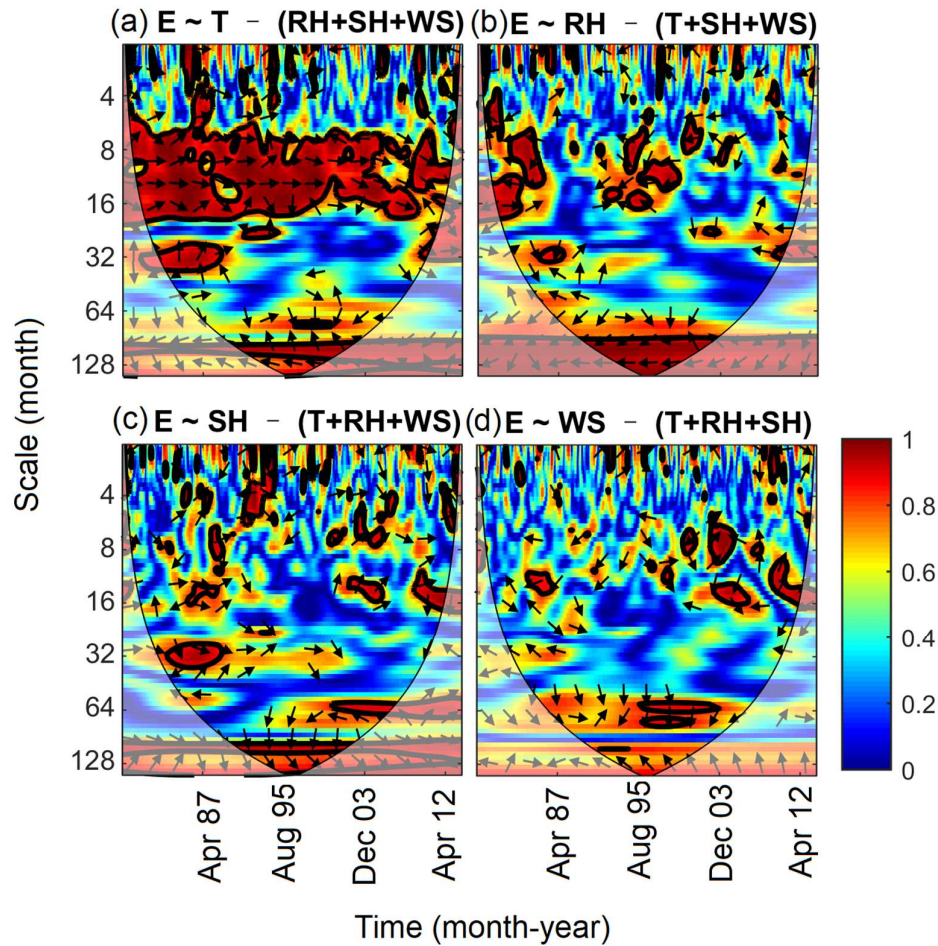 (a) E ~ T − (RH+SH+WS)
(b) E ~ RH − (T+SH+WS)
4
8
16
32
64
128
(c) E ~ SH − (T+RH+WS)
(d) E ~ WS − (T+RH+SH)
4
8
16
32
64
128
Scale (month)
1
0.8
0.6
0.4
0.2
0
Apr 87
Aug 95
Dec 03
Apr 12
Apr 87
Aug 95
Dec 03
Apr 12
Time (month-year)